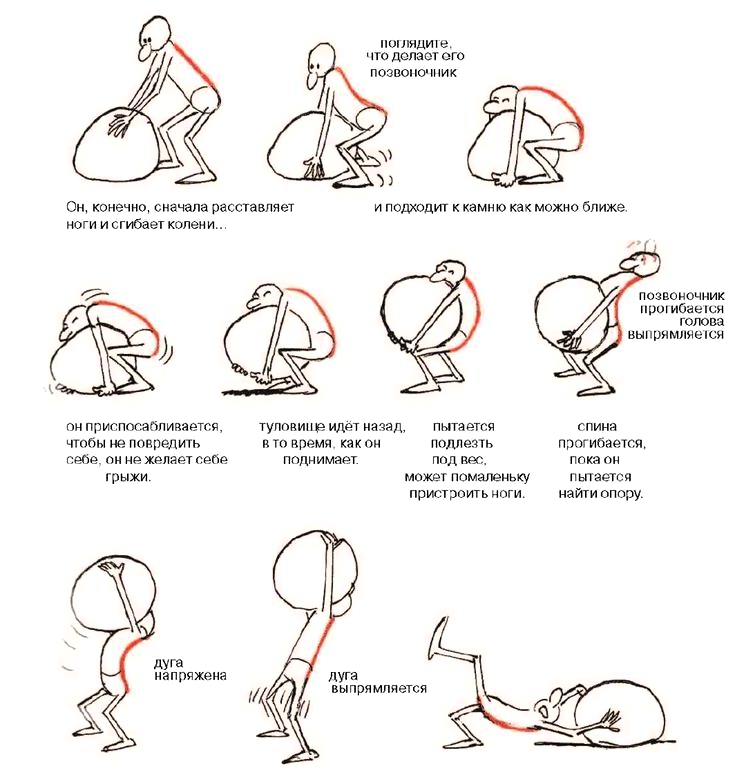 поглядите,
что делает его
позвоночник
Он, конечно, сначала расставляет
ноги и сгибает колени...
и подходит к камню как можно ближе.
позвоночник
прогибается
голова
выпрямляется
он приспосабливается,
чтобы не повредить
себе, он не желает себе
грыжи.
туловище идёт назад,
в то время, как он
поднимает.
пытается
подлезть
под вес,
может помаленьку
пристроить ноги.
спина
прогибается,
пока он
пытается
найти опору.
дуга
напряжена
дуга
выпрямляется